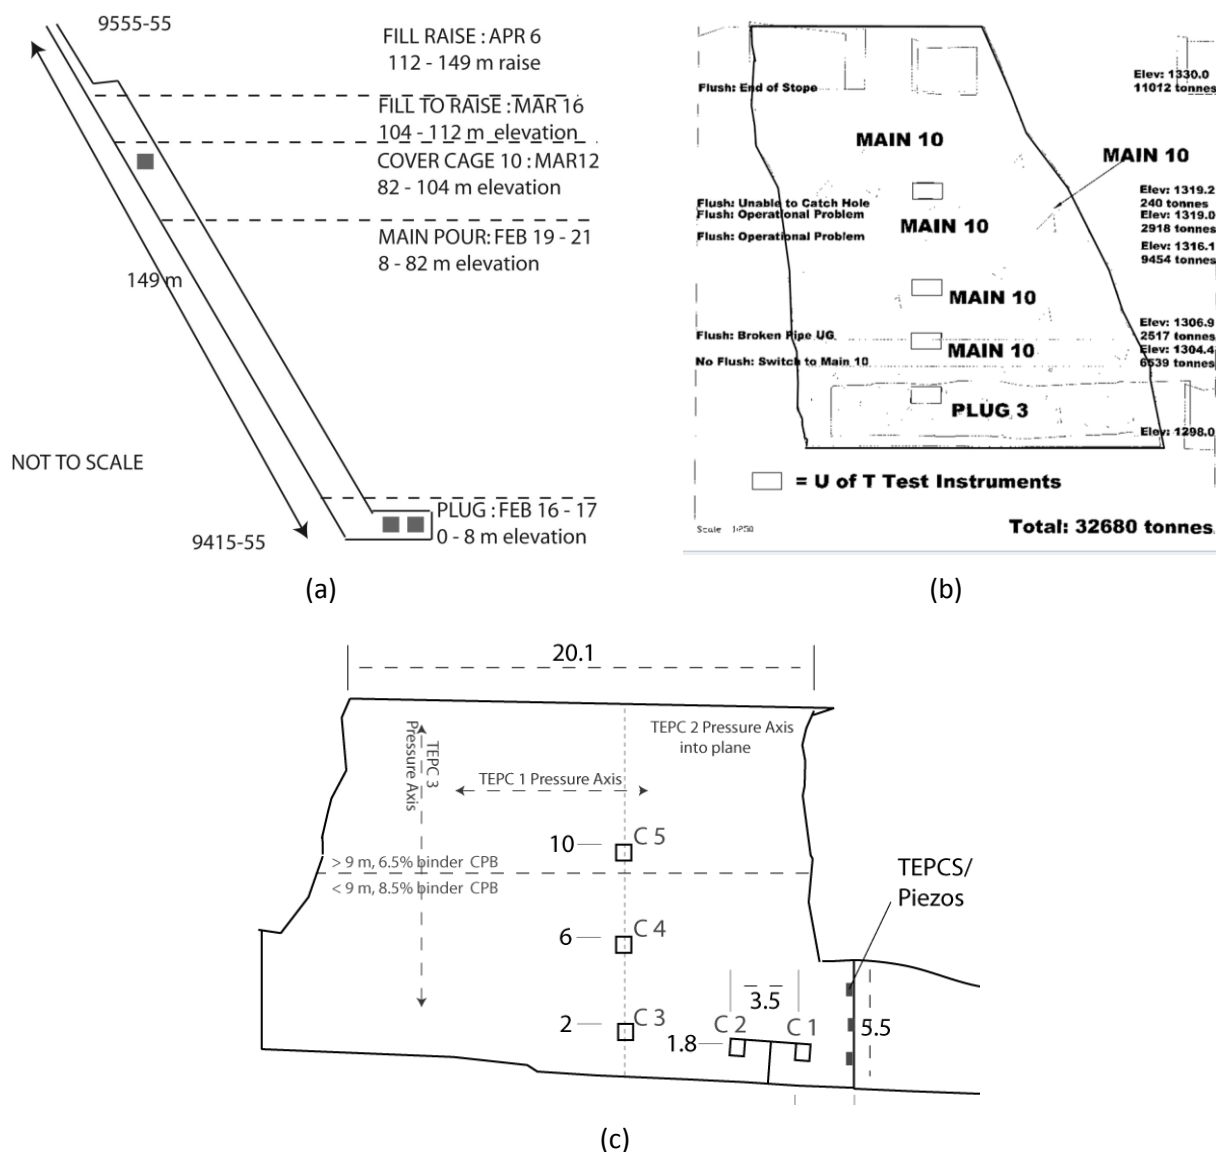 9555-55
FILL RAISE : APR 6
112 - 149 m raise
FILL TO RAISE: MAR 16
104 - 112 m elevation
COVER CAGE 10 : MAR12
82 - 104 m elevation
MAIN POUR: FEB 19 - 21
8 - 82 m elevation
149 m
NOT TO SCALE
PLUG : FEB 16 - 17
0 - 8 m elevation
9415-55
(a)
Elev: 1330.0
11012 tonnes
Flush: End of Stope
MAIN 10
MAIN 10
Elev: 1319.2
240 tonnes
Flush: Unable to Catch Hole
Flush: Operational Problem
Elev: 1319.0
2918 tonnes
MAIN 10
Flush: Operational Problem
Elev: 1316.1
9454 tonnes
MAIN 10
Elev: 1306.9
2517 tonnes
Flush: Broken Pipe UG
MAIN 10
Elev: 1304.4
6539 tonnes
No Flush: Switch to Main 10
PLUG 3
Elev: 1298.0
= U of T Test Instruments
Scale 1:250
Total: 32680 tonnes
(b)
20.1
TEPC 3
Pressure Axis
TEPC 2 Pressure Axis
into plane
TEPC 1 Pressure Axis
10
C 5
> 9 m, 6.5% binder CPB
< 9 m, 8.5% binder CPB
TEPCS/
Piezos
6
C 4
3.5
2
C 3
C 2
C 1
1.8
5.5
(c)